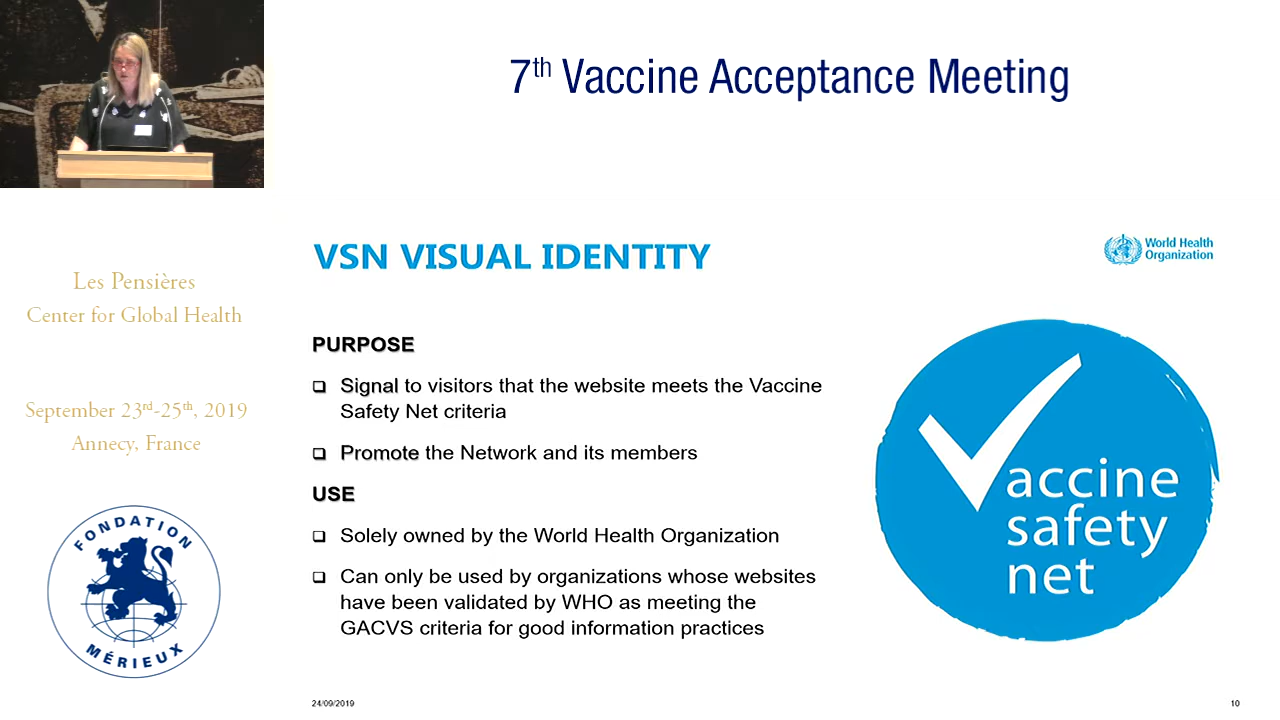 7th Vaccine Acceptance Meeting
Les Pensières
Center for Global Health
September 23rd-25th, 2019
Annecy, France
FONDATION
MÉRIEUX
VSN VISUAL IDENTITY
World Health
Organization
PURPOSE
Signal to visitors that the website meets the Vaccine
Safety Net criteria
Promote the Network and its members
USE
Solely owned by the World Health Organization
Can only be used by organizations whose websites
have been validated by WHO as meeting the
GACVS criteria for good information practices
Vaccine
safety
net
24/09/2019
10